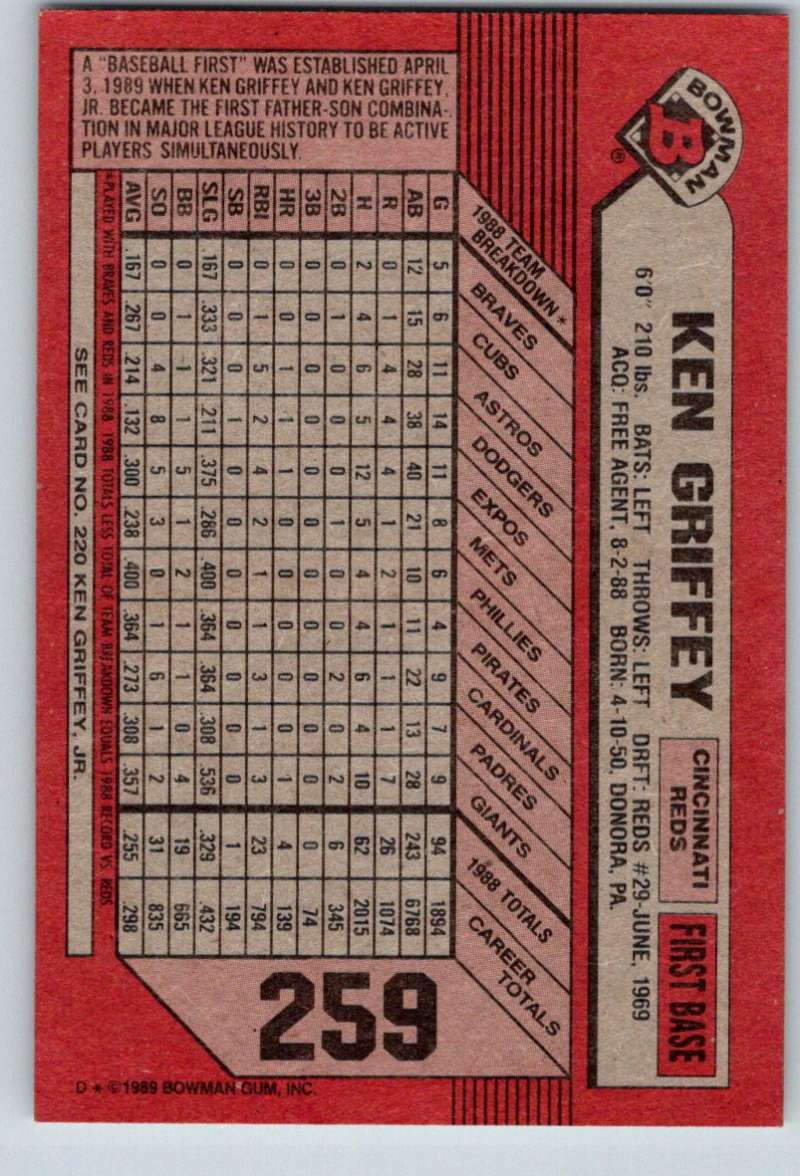 A "BASEBALL FIRST" WAS ESTABLISHED APRIL
3, 1989 WHEN KEN GRIFFEY AND KEN GRIFFEY,
JR. BECAME THE FIRST FATHER-SON COMBINA-
TION IN MAJOR LEAGUE HISTORY TO BE ACTIVE
PLAYERS SIMULTANEOUSLY.
BOWMAN
B
®
KEN GRIFFEY
CINCINNATI
REDS
FIRST BASE
6'0" 210 lbs. BATS: LEFT THROWS: LEFT DRFT: REDS #29-JUNE, 1969
ACQ: FREE AGENT, 8-2-88 BORN: 4-10-50, DONORA, PA.
1988 TEAM
BREAKDOWN*
BRAVES
CUBS
ASTROS
DODGERS
EXPOS
METS
PHILLIES
PIRATES
CARDINALS
PADRES
GIANTS
1988 TOTALS
CAREER
TOTALS
G 5 6 11 14 11 8 6 4 9 7 9 94 1894
AB 12 15 28 38 40 21 10 11 22 13 28 243 6768
R 0 1 4 4 4 1 2 1 1 1 7 26 1074
H 2 4 6 5 12 5 4 4 6 4 10 62 2015
2B 0 1 0 0 0 1 0 0 2 0 2 6 345
3B 0 0 0 0 0 0 0 0 0 0 0 0 74
HR 0 0 1 1 1 0 0 0 0 0 1 4 139
RBI 0 1 5 2 4 2 1 1 3 1 3 23 794
SB 0 0 0 1 0 0 0 0 0 0 0 1 194
SLG .167 .333 .321 .211 .375 .286 .400 .364 .364 .308 .536 .329 .432
BB 0 1 1 1 5 1 2 1 1 0 4 19 665
SO 0 0 4 8 5 3 0 1 6 1 2 31 835
AVG .167 .267 .214 .132 .300 .238 .400 .364 .273 .308 .357 .255 .298
*PLAYED WITH BRAVES AND REDS IN 1988 1988 TOTALS LESS TOTAL OF TEAM BREAKDOWN EQUALS 1988 RECORD VS. REDS
SEE CARD NO. 220 KEN GRIFFEY, JR.
259
D * ©1989 BOWMAN GUM, INC.